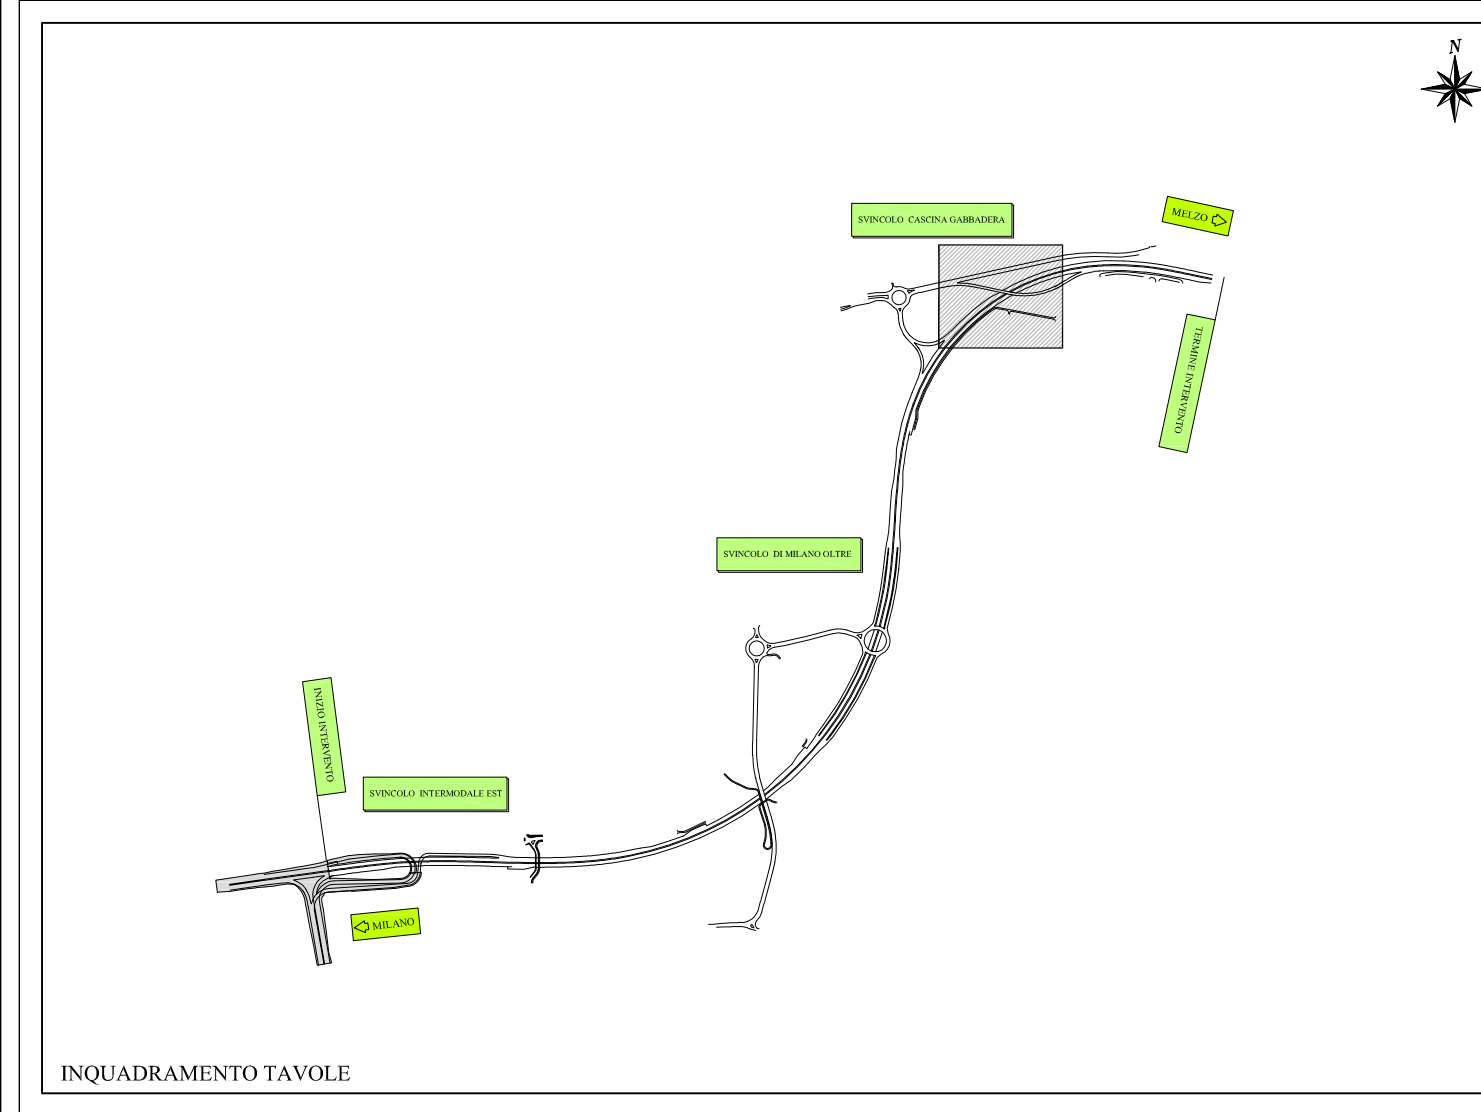 N
SVINCOLO CASCINA GABBADERA
MELZO
TERMINE INTERVENTO
SVINCOLO DI MILANO OLTRE
INIZIO INTERVENTO
SVINCOLO INTERMODALE EST
MILANO
INQUADRAMENTO TAVOLE